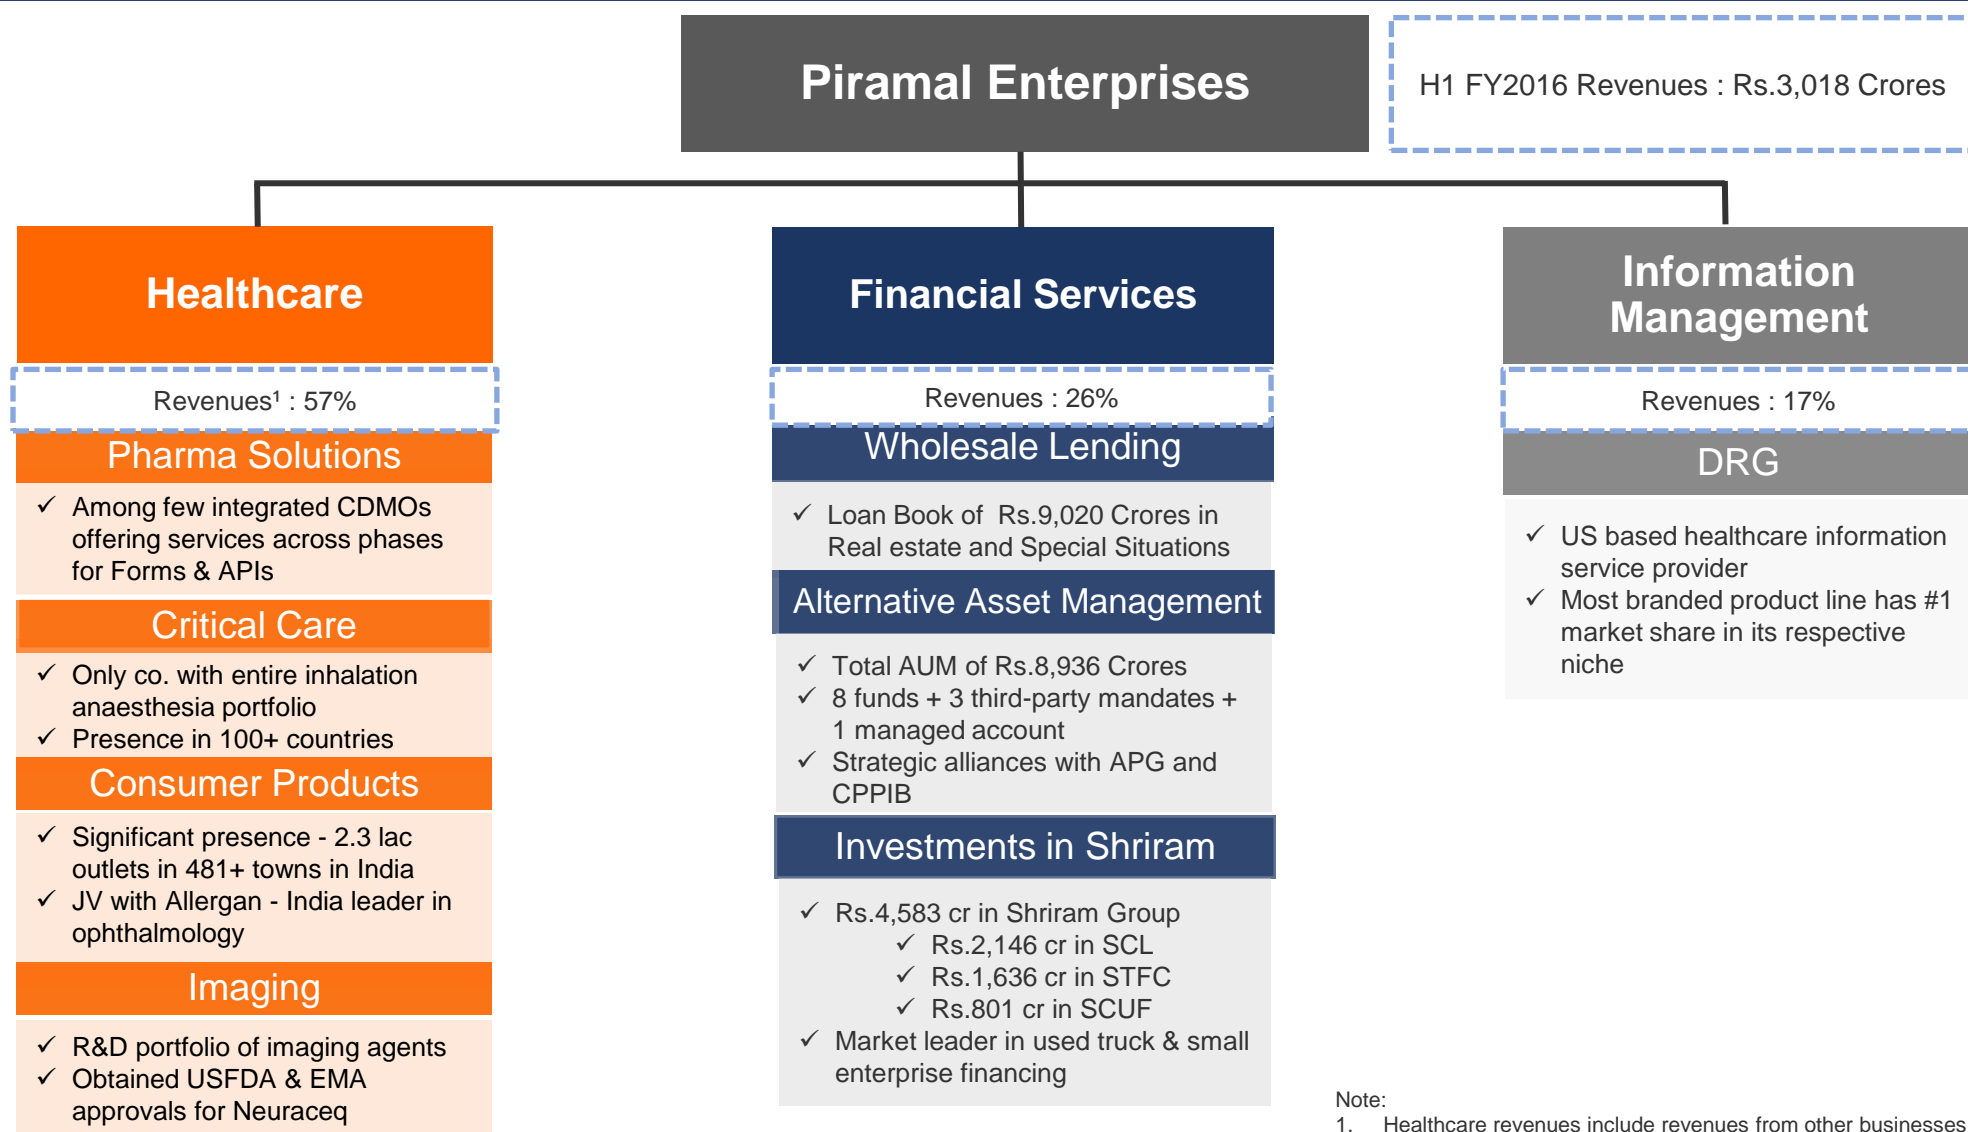 Piramal Enterprises
H1 FY2016 Revenues : Rs.3,018 Crores
Healthcare
Revenues¹ : 57%
Pharma Solutions
✓ Among few integrated CDMOs
offering services across phases
for Forms & APIs
Critical Care
✓ Only co. with entire inhalation
anaesthesia portfolio
✓ Presence in 100+ countries
Consumer Products
✓ Significant presence - 2.3 lac
outlets in 481+ towns in India
✓ JV with Allergan - India leader in
ophthalmology
Imaging
✓ R&D portfolio of imaging agents
✓ Obtained USFDA & EMA
approvals for Neuraceq
Financial Services
Revenues : 26%
Wholesale Lending
✓ Loan Book of Rs.9,020 Crores in
Real estate and Special Situations
Alternative Asset Management
✓ Total AUM of Rs.8,936 Crores
✓ 8 funds + 3 third-party mandates +
1 managed account
✓ Strategic alliances with APG and
CPPIB
Investments in Shriram
✓ Rs.4,583 cr in Shriram Group
✓ Rs.2,146 cr in SCL
✓ Rs.1,636 cr in STFC
✓ Rs.801 cr in SCUF
✓ Market leader in used truck & small
enterprise financing
Information
Management
Revenues : 17%
DRG
✓ US based healthcare information
service provider
✓ Most branded product line has #1
market share in its respective
niche
Note:
1. Healthcare revenues include revenues from other businesses